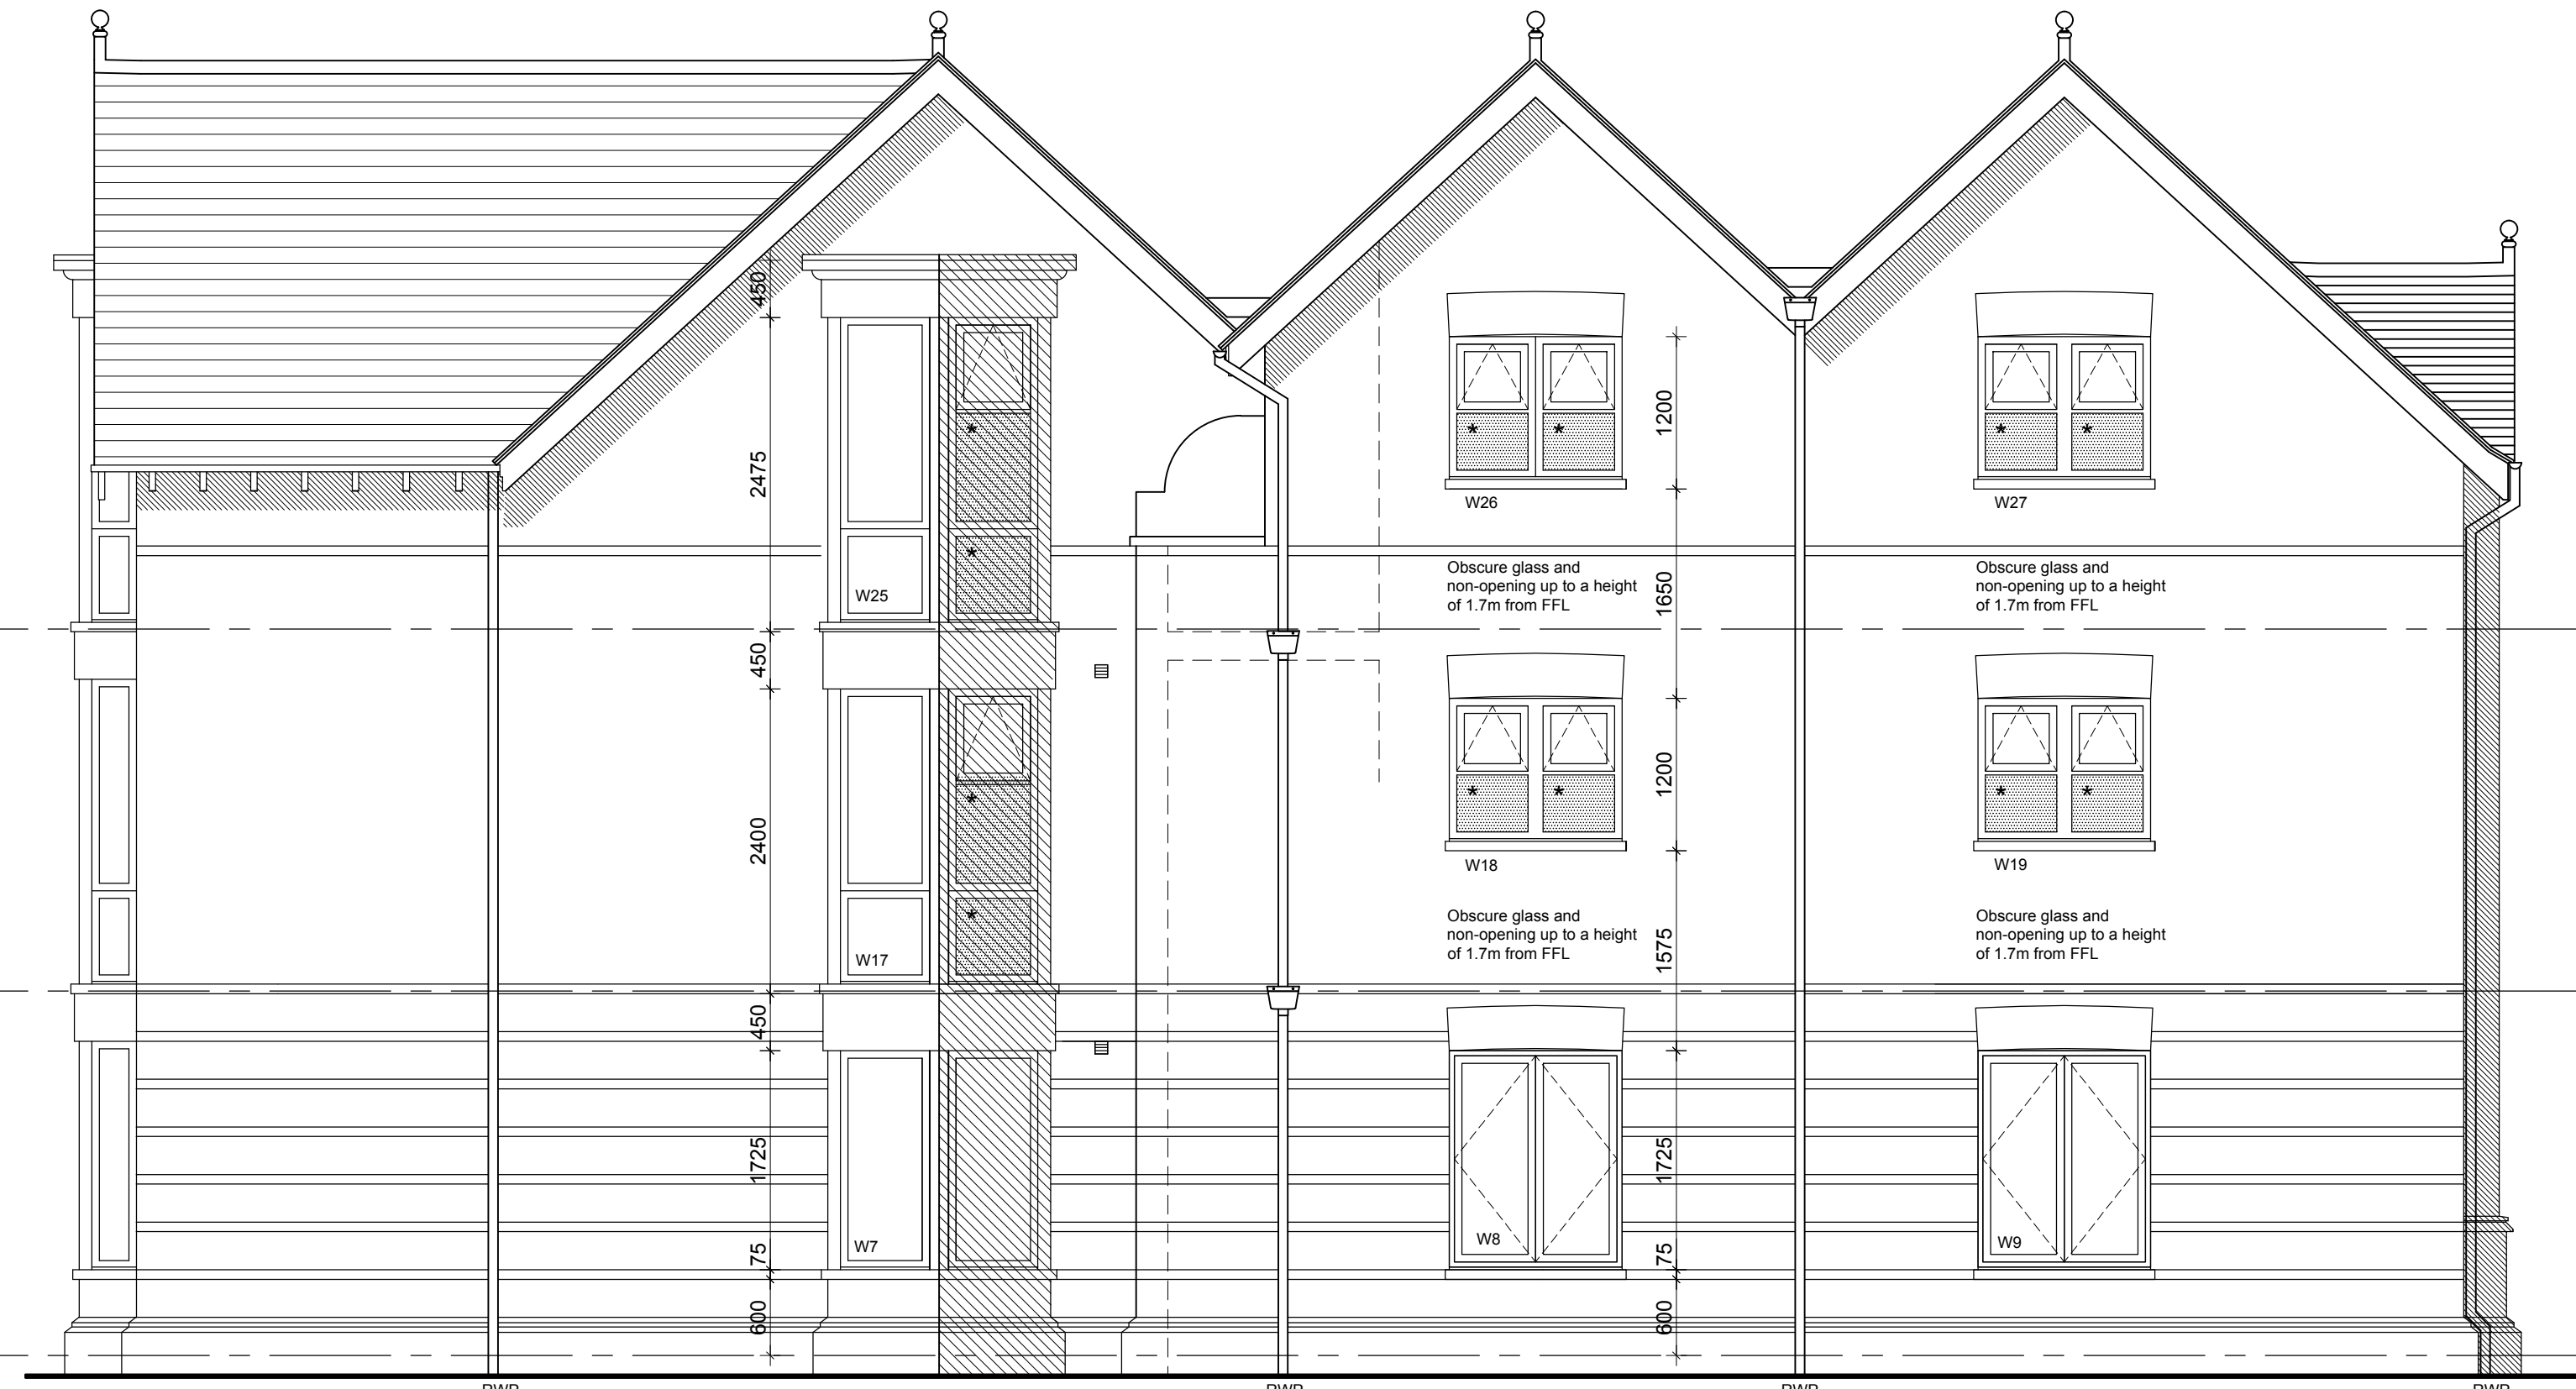 450
2475
450
2400
450
1725
75
600
W25
W17
W7
*
*
*
*
1200
1650
1200
1575
1725
75
600
* *
W26
Obscure glass and
non-opening up to a height
of 1.7m from FFL
* *
W18
Obscure glass and
non-opening up to a height
of 1.7m from FFL
W8
* *
W27
Obscure glass and
non-opening up to a height
of 1.7m from FFL
* *
W19
Obscure glass and
non-opening up to a height
of 1.7m from FFL
W9
RWP
RWP
RWP
RWP